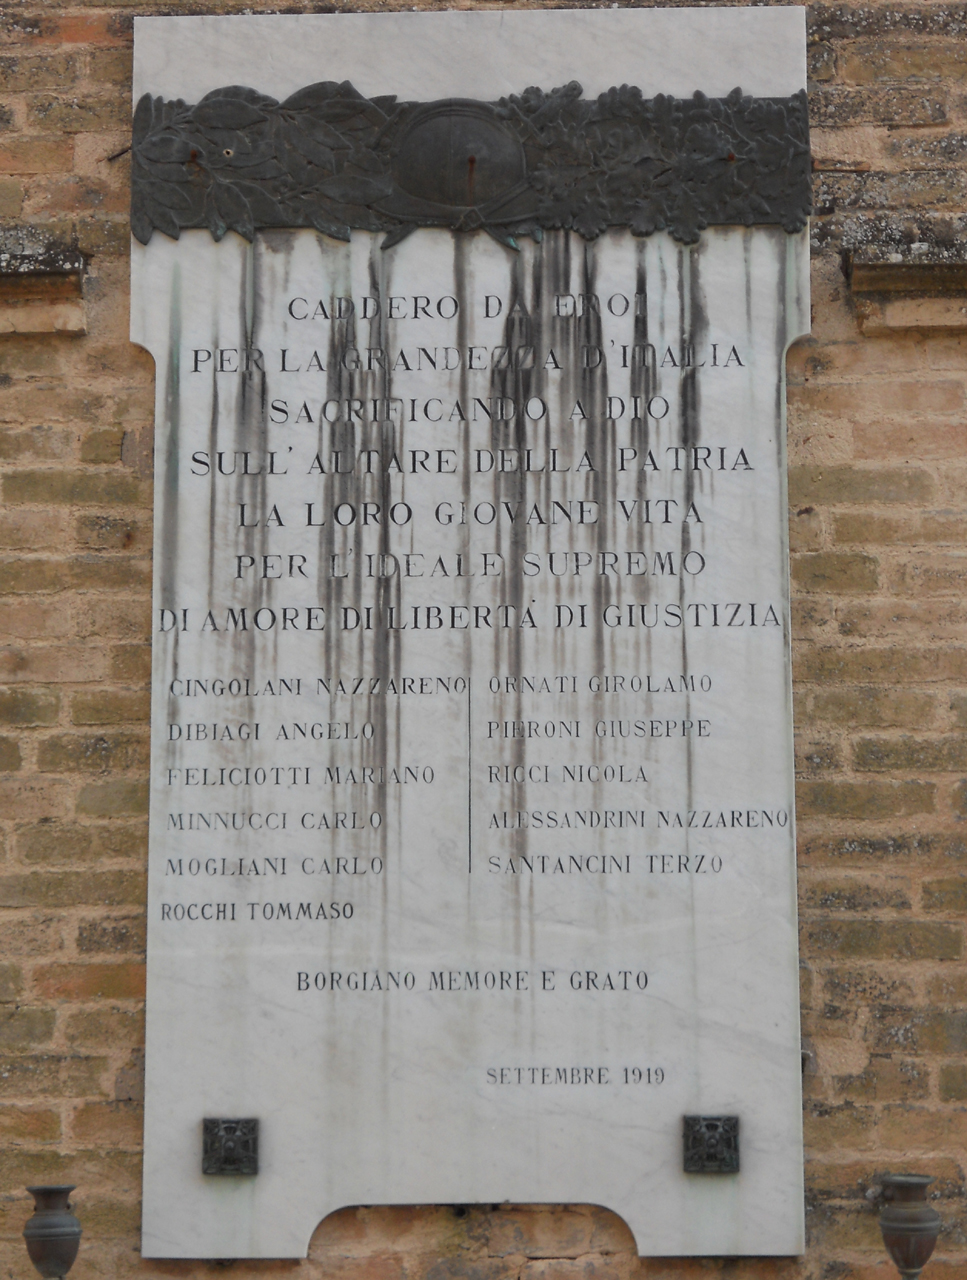 CADDERO DA EROI
PER LA GRANDEZZA D'ITALIA
SACRIFICANDO A DIO
SULL'ALTARE DELLA PATRIA
LA LORO GIOVANE VITA
PER L'IDEALE SUPREMO
DI AMORE DI LIBERTÁ DI GIUSTIZIA
CINGOLANI NAZZARENO
DIBIAGI ANGELO
FELICIOTTI MARIANO
MINNUCCI CARLO
MOGLIANI CARLO
ROCCHI TOMMASO
ORNATI GIROLAMO
PIERONI GIUSEPPE
RICCI NICOLA
ALESSANDRINI NAZZARENO
SANTANCINI TERZO
BORGIANO MEMORE E GRATO
SETTEMBRE 1919